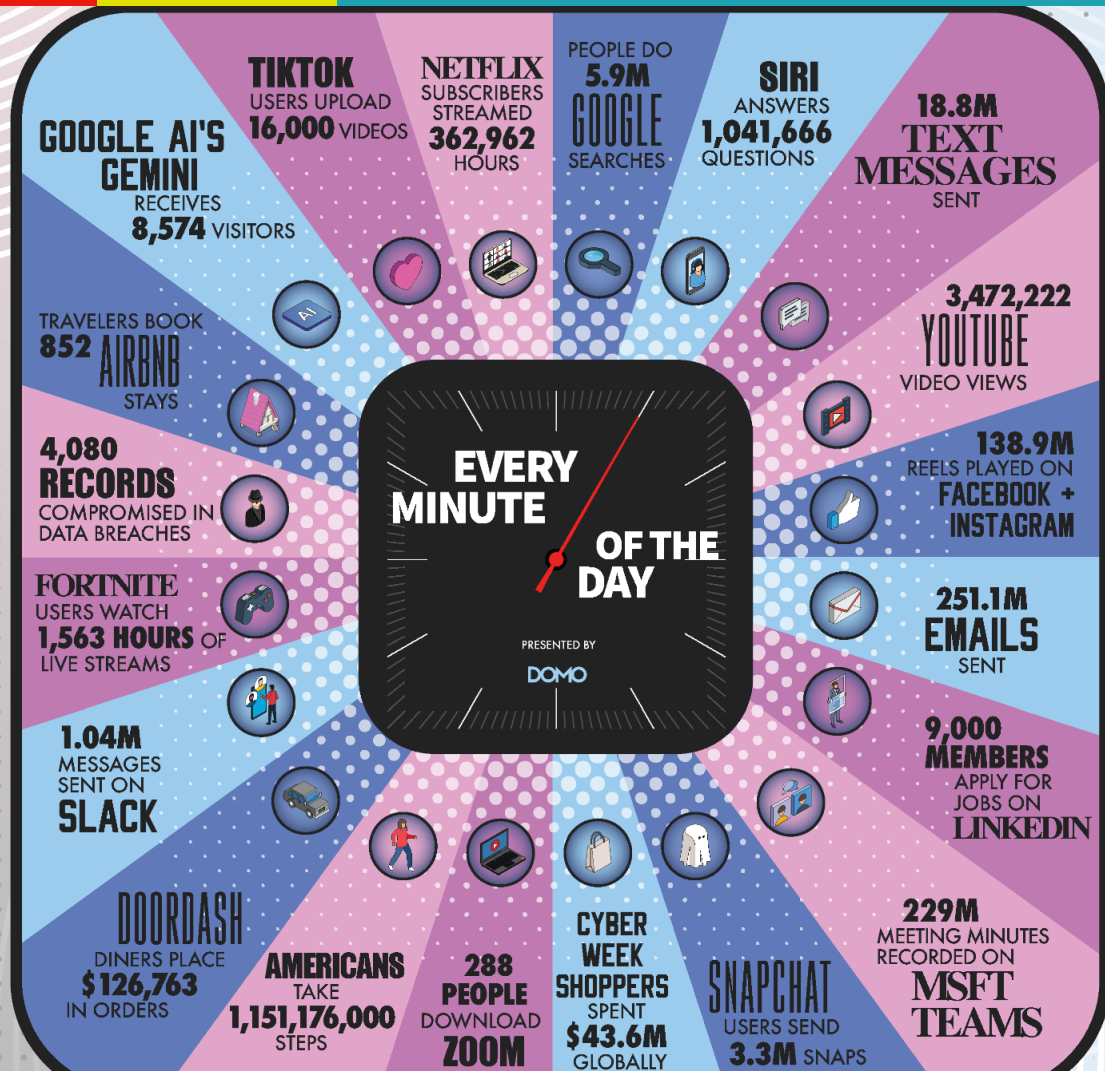 TIKTOK
USERS UPLOAD
16,000 VIDEOS
NETFLIX
SUBSCRIBERS
STREAMED
362,962
HOURS
PEOPLE DO
5.9M
GOOGLE
SEARCHES
SIRI
ANSWERS
1,041,666
QUESTIONS
18.8M
TEXT
MESSAGES
SENT
3,472,222
YOUTUBE
VIDEO VIEWS
138.9M
REELS PLAYED ON
FACEBOOK +
INSTAGRAM
251.1M
EMAILS
SENT
9,000
MEMBERS
APPLY FOR
JOBS ON
LINKEDIN
229M
MEETING MINUTES
RECORDED ON
MSFT
TEAMS
SNAPCHAT
USERS SEND
3.3M SNAPS
CYBER
WEEK
SHOPPERS
SPENT
$43.6M
GLOBALLY
288
PEOPLE
DOWNLOAD
ZOOM
AMERICANS
TAKE
1,151,176,000
STEPS
DOORDASH
DINERS PLACE
$126,763
IN ORDERS
1.04M
MESSAGES
SENT ON
SLACK
FORTNITE
USERS WATCH
1,563 HOURS OF
LIVE STREAMS
4,080
RECORDS
COMPROMISED IN
DATA BREACHES
TRAVELERS BOOK
852 AIRBNB
STAYS
GOOGLE AI'S
GEMINI
RECEIVES
8,574 VISITORS
AI
EVERY
MINUTE
OF THE
DAY
PRESENTED BY
DOMO